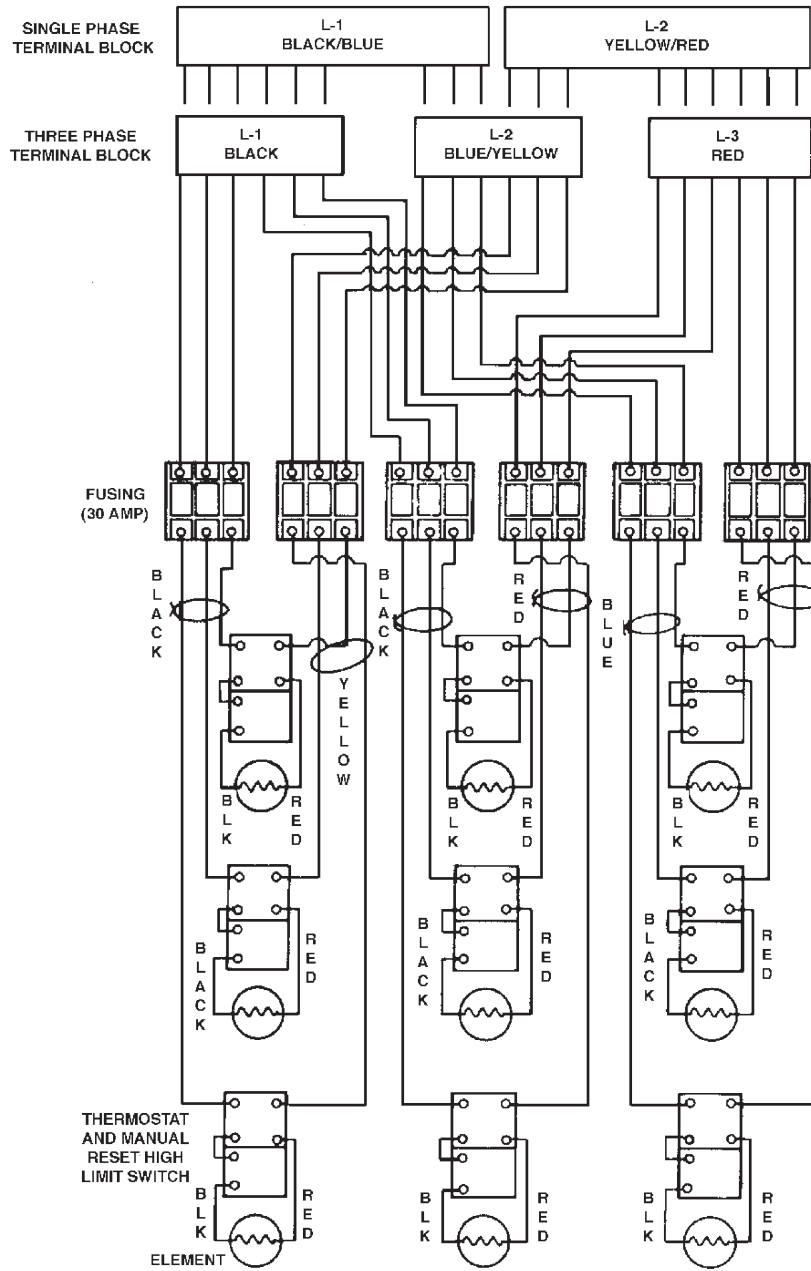 SINGLE PHASE
TERMINAL BLOCK
L-1
BLACK/BLUE
L-2
YELLOW/RED
THREE PHASE
TERMINAL BLOCK
L-1
BLACK
L-2
BLUE/YELLOW
L-3
RED
FUSING
(30 AMP)
BLACK
YELLOW
BLACK
RED
BLUE
RED
BLK
RED
BLK
RED
BLK
RED
BLACK
RED
BLACK
RED
BLACK
RED
THERMOSTAT
AND MANUAL
RESET HIGH
LIMIT SWITCH
BLK
RED
BLK
RED
BLK
RED
ELEMENT